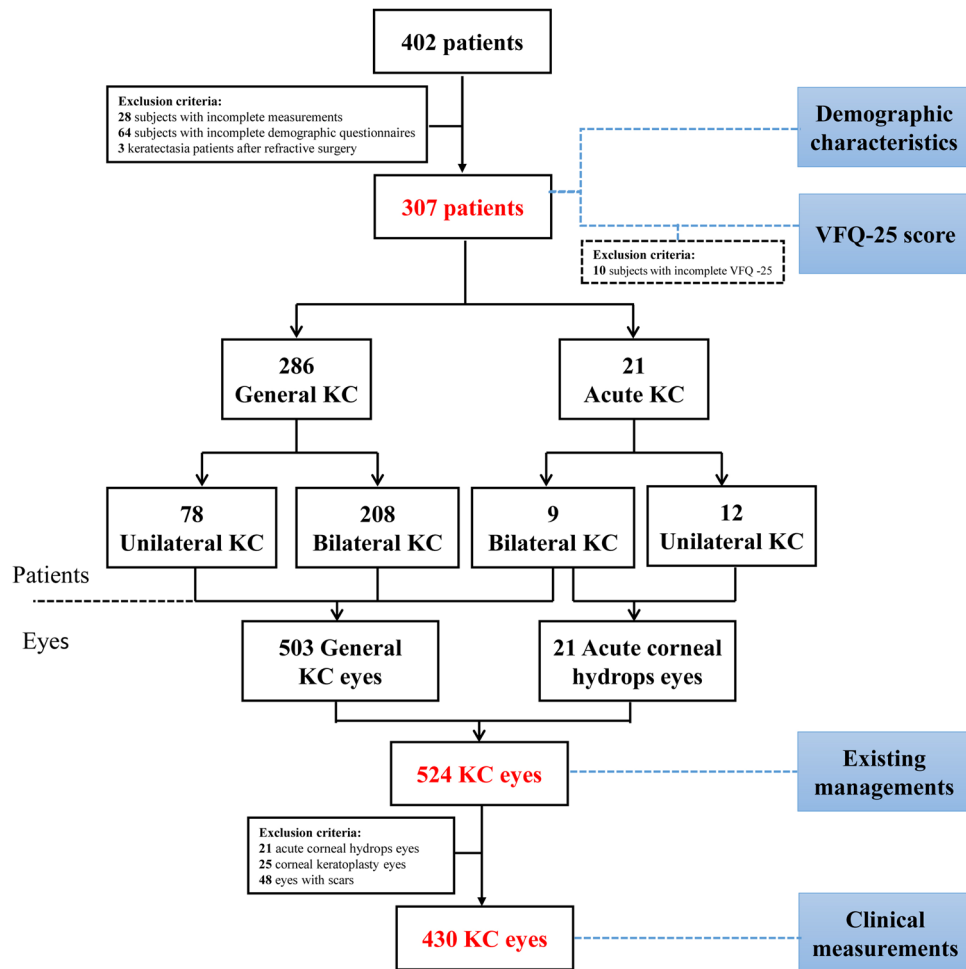 402 patients
Exclusion criteria:
28 subjects with incomplete measurements
64 subjects with incomplete demographic questionnaires
3 keratectasia patients after refractive surgery
Demographic
characteristics
307 patients
VFQ-25 score
Exclusion criteria:
10 subjects with incomplete VFQ -25
286
General KC
21
Acute KC
78
Unilateral KC
208
Bilateral KC
9
Bilateral KC
12
Unilateral KC
Patients
Eyes
503 General
KC eyes
21 Acute corneal
hydrops eyes
524 KC eyes
Existing
managements
Exclusion criteria:
21 acute corneal hydrops eyes
25 corneal keratoplasty eyes
48 eyes with scars
430 KC eyes
Clinical
measurements